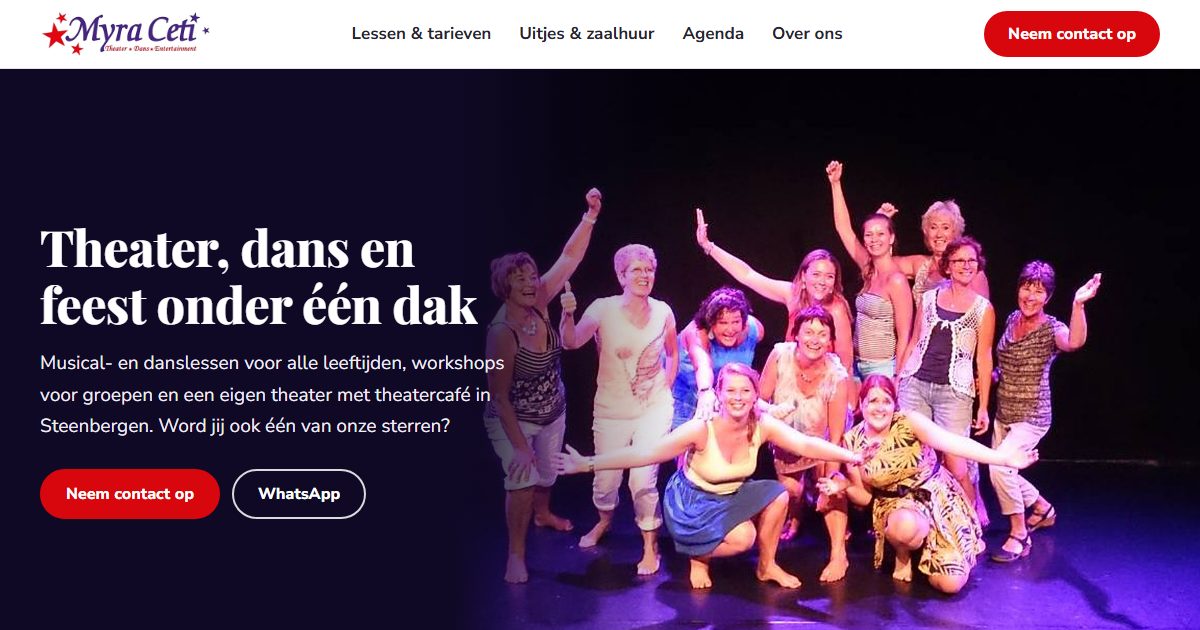 Myra Ceti
Theater ★ Dans ★ Entertainment
Lessen & tarieven
Uitjes & zaalhuur
Agenda
Over ons
Neem contact op
Theater, dans en
feest onder één dak
Musical- en danslessen voor alle leeftijden, workshops
voor groepen en een eigen theater met theatercafé in
Steenbergen. Word jij ook één van onze sterren?
Neem contact op
WhatsApp